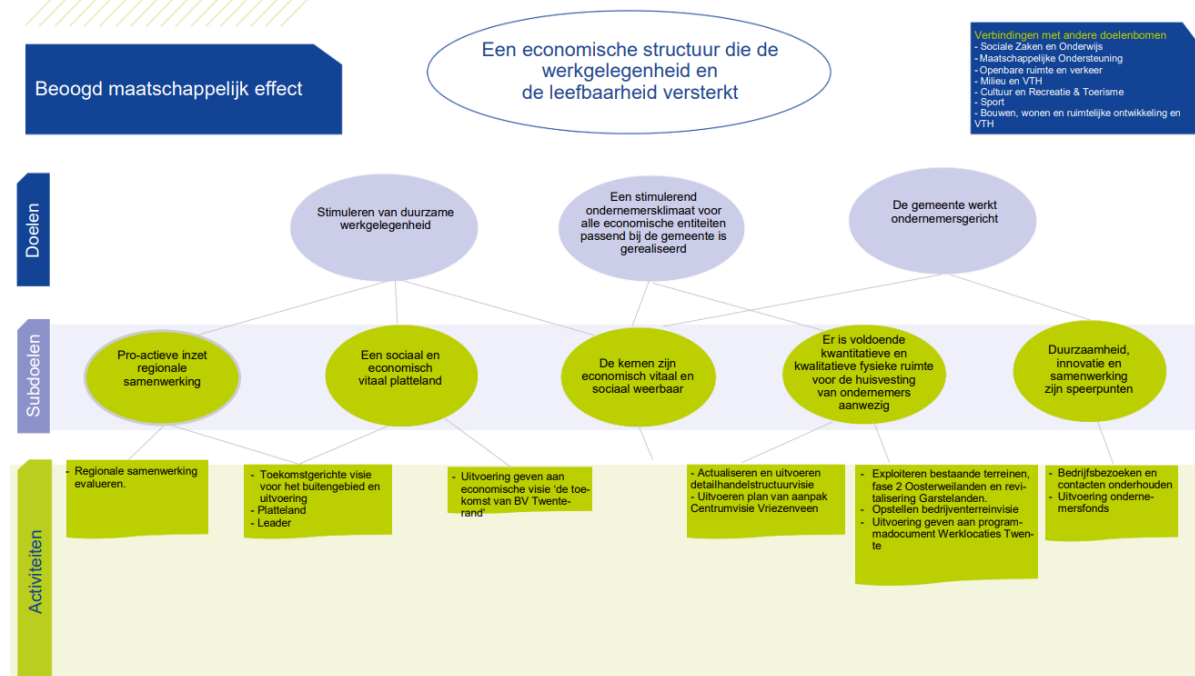 Beoogd maatschappelijk effect
Een economische structuur die de
werkgelegenheid en
de leefbaarheid versterkt
Verbindingen met andere doelenbomen
- Sociale Zaken en Onderwijs
- Maatschappelijke Ondersteuning
- Openbare ruimte en verkeer
- Milieu en VTH
- Cultuur en Recreatie & Toerisme
- Sport
- Bouwen, wonen en ruimtelijke ontwikkeling en
VTH
Doelen
Stimuleren van duurzame
werkgelegenheid
Een stimulerend
ondernemersklimaat voor
alle economische entiteiten
passend bij de gemeente is
gerealiseerd
De gemeente werkt
ondernemersgericht
Subdoelen
Pro-actieve inzet
regionale
samenwerking
Een sociaal en
economisch
vitaal platteland
De kernen zijn
economisch vitaal en
sociaal weerbaar
Er is voldoende
kwantitatieve en
kwalitatieve fysieke ruimte
voor de huisvesting
van ondernemers
aanwezig
Duurzaamheid,
innovatie en
samenwerking
zijn speerpunten
Activiteiten
- Regionale samenwerking
evalueren.
- Toekomstgerichte visie
voor het buitengebied en
uitvoering
- Platteland
- Leader
- Uitvoering geven aan
economische visie ‘de toe-
komst van BV Twente-
rand’
- Actualiseren en uitvoeren
detailhandelstructuurvisie
- Uitvoeren plan van aanpak
Centrumvisie Vriezenveen
- Exploiteren bestaande terreinen,
fase 2 Oosterweilanden en revi-
talisering Garstelanden.
- Opstellen bedrijventerreinvisie
- Uitvoering geven aan program-
madocument Werklocaties Twen-
te
- Bedrijfsbezoeken en
contacten onderhouden
- Uitvoering onderne-
mersfonds